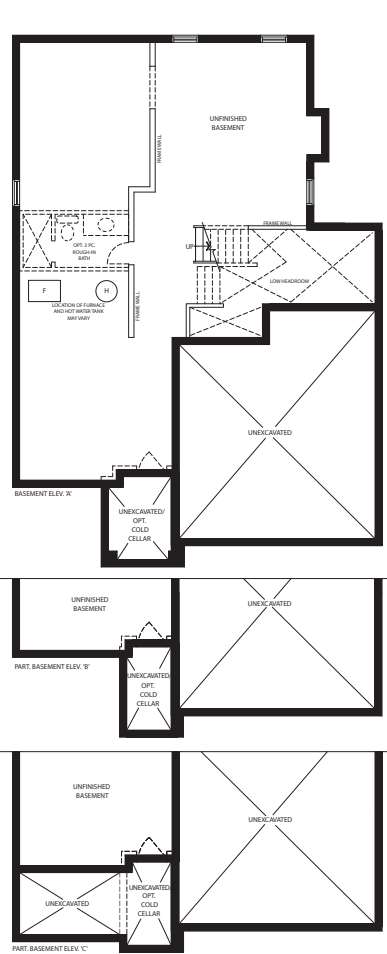 UNFINISHED
BASEMENT
FRAME WALL
FRAME WALL
UP
OPT. 3 PC.
ROUGH-IN
BATH
LOW HEADROOM
F
H
LOCATION OF FURNACE
AND HOT WATER TANK
MAY VARY
FRAME WALL
UNEXCAVATED
BASEMENT ELEV. 'A'
UNEXCAVATED/
OPT.
COLD
CELLAR
UNFINISHED
BASEMENT
UNEXCAVATED
PART. BASEMENT ELEV. 'B'
UNEXCAVATED/
OPT.
COLD
CELLAR
UNFINISHED
BASEMENT
UNEXCAVATED
UNEXCAVATED
UNEXCAVATED/
OPT.
COLD
CELLAR
PART. BASEMENT ELEV. 'C'